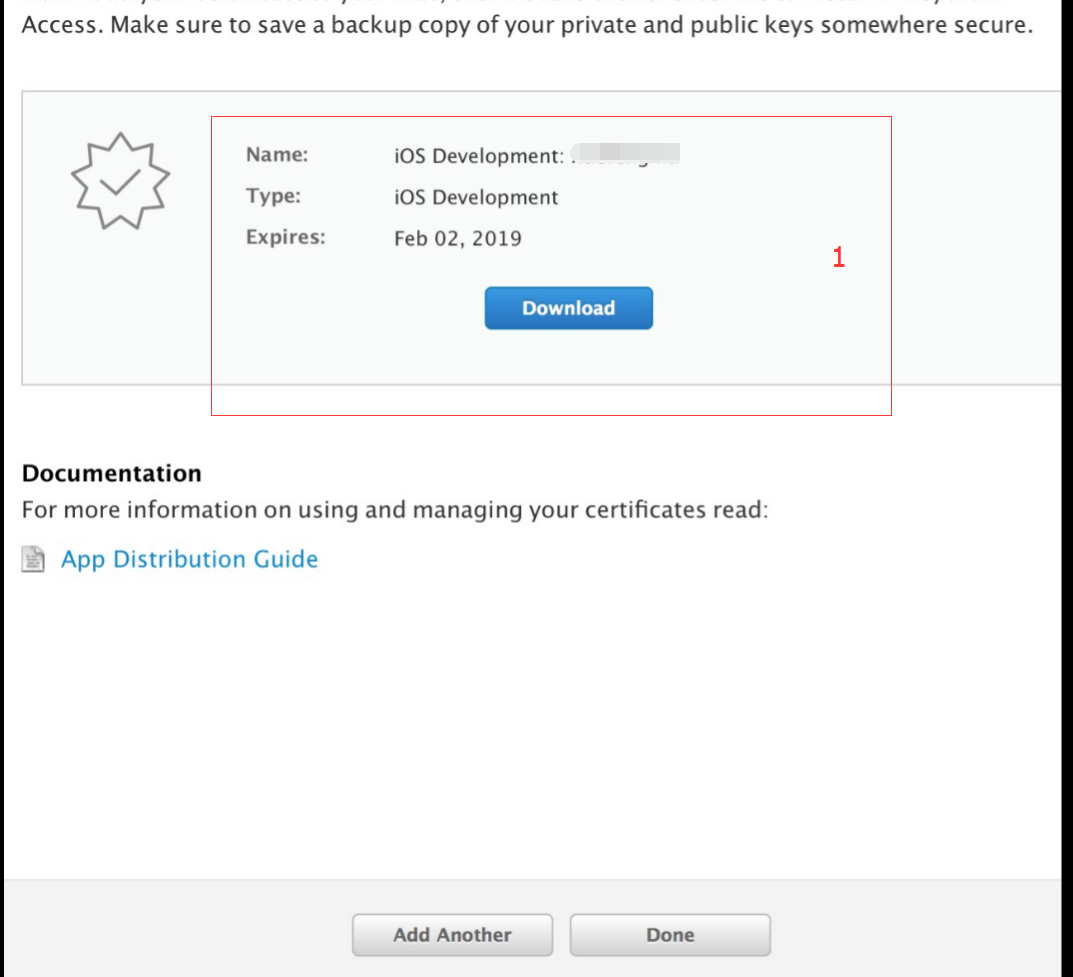 Access. Make sure to save a backup copy of your private and public keys somewhere secure.
Name: iOS Development:
Type: iOS Development
Expires: Feb 02, 2019
1
Download
Documentation
For more information on using and managing your certificates read:
App Distribution Guide
Add Another Done